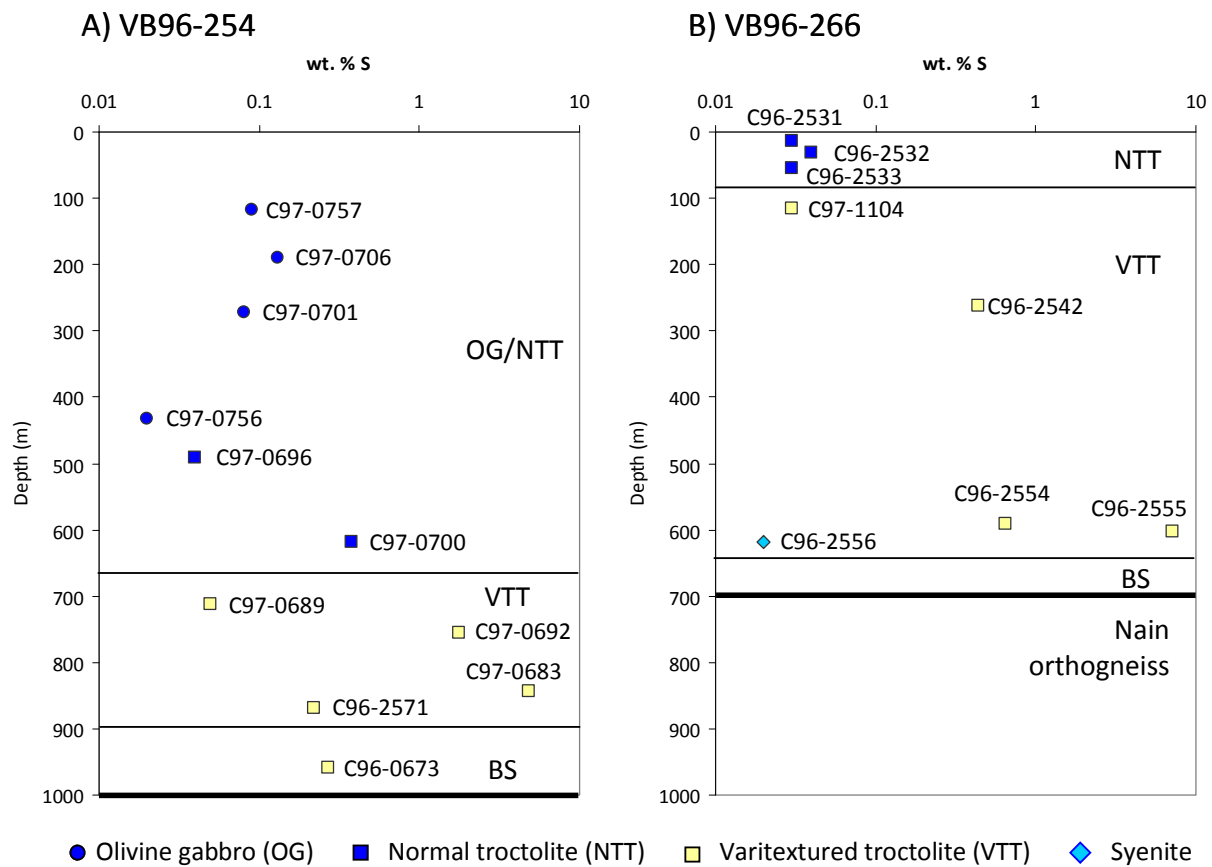 A) VB96-254
wt. % S
0.01 0.1 1 10
0
100
200
300
400
500
600
700
800
900
1000
Depth (m)
C97-0757
C97-0706
C97-0701
OG/NTT
C97-0756
C97-0696
C97-0700
C97-0689
VTT
C97-0692
C97-0683
C96-2571
C96-0673
BS
B) VB96-266
wt. % S
0.01 0.1 1 10
0
100
200
300
400
500
600
700
800
900
1000
Depth (m)
C96-2531
C96-2532
NTT
C96-2533
C97-1104
VTT
C96-2542
C96-2554
C96-2555
C96-2556
BS
Nain
orthogneiss
Olivine gabbro (OG) Normal troctolite (NTT) Varitextured troctolite (VTT) Syenite